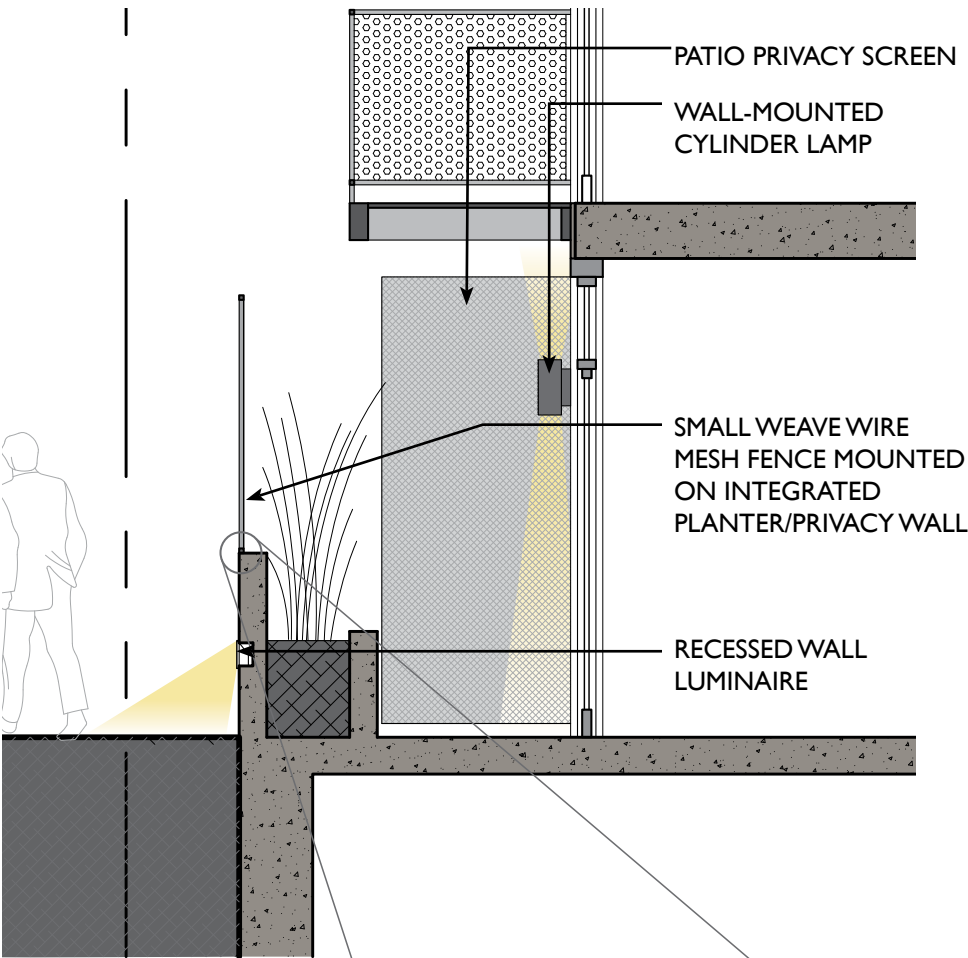 PATIO PRIVACY SCREEN
WALL-MOUNTED
CYLINDER LAMP
SMALL WEAVE WIRE
MESH FENCE MOUNTED
ON INTEGRATED
PLANTER/PRIVACY WALL
RECESSED WALL
LUMINAIRE